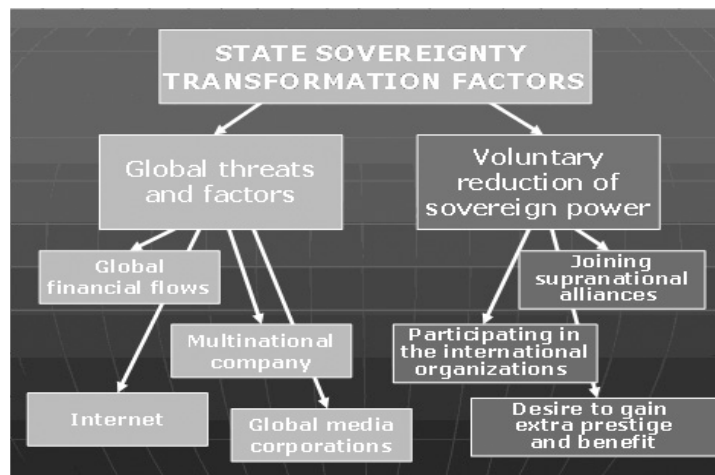 STATE SOVEREIGNTY
TRANSFORMATION FACTORS
Global threats
and factors
Voluntary
reduction of
sovereign power
Global
financial flows
Joining
supranational
alliances
Multinational
company
Participating in
the international
organizations
Internet
Global media
corporations
Desire to gain
extra prestige
and benefit